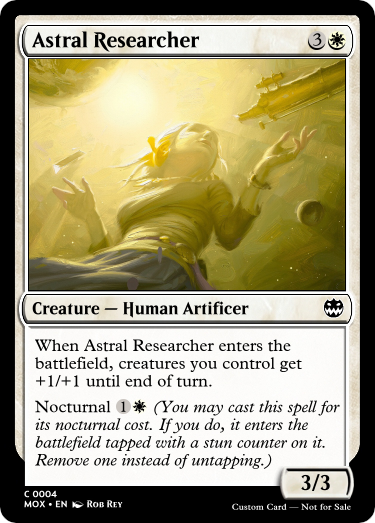 Astral Researcher 3
Creature — Human Artificer
When Astral Researcher enters the
battlefield, creatures you control get
+1/+1 until end of turn.
Nocturnal 1 (You may cast this spell for
its nocturnal cost. If you do, it enters the
battlefield tapped with a stun counter on it.
Remove one instead of untapping.)
3/3
C 0004
MOX • EN Rob Rey
Custom Card — Not for Sale